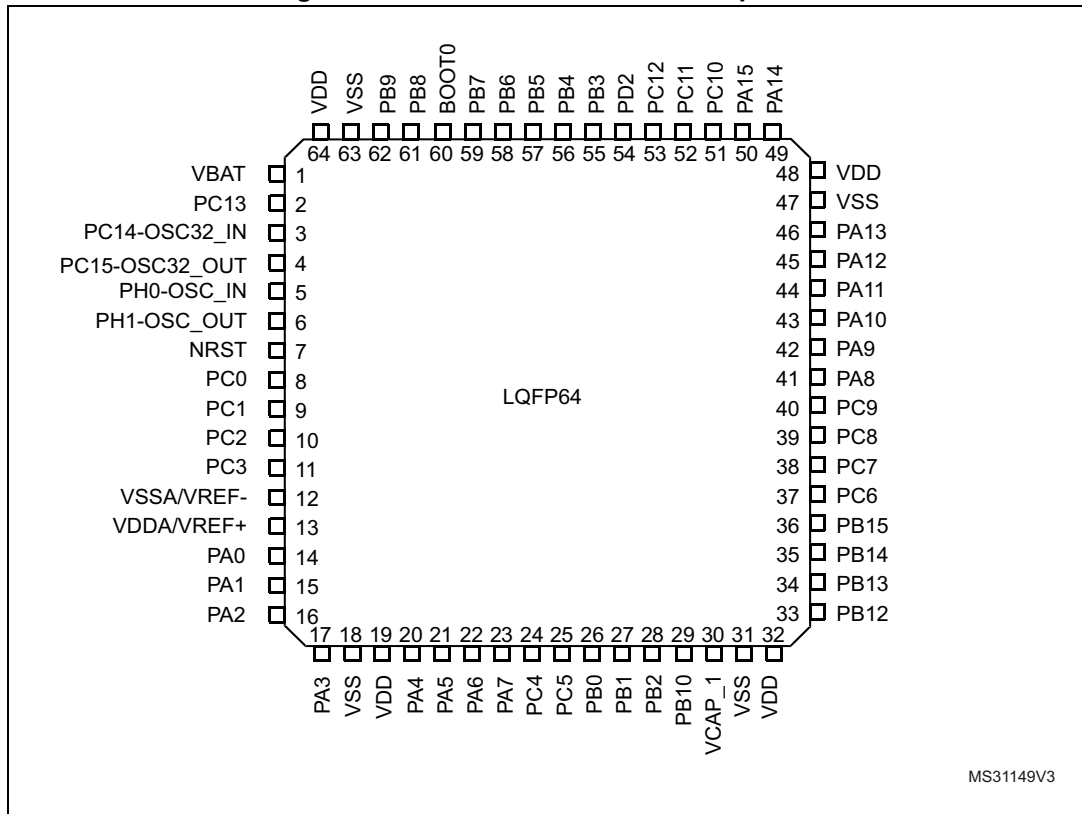 VDD
VSS
PB9
PB8
BOOT0
PB7
PB6
PB5
PB4
PB3
PD2
PC12
PC11
PC10
PA15
PA14
64 63 62 61 60 59 58 57 56 55 54 53 52 51 50 49
VBAT 1
PC13 2
PC14-OSC32_IN 3
PC15-OSC32_OUT 4
PH0-OSC_IN 5
PH1-OSC_OUT 6
NRST 7
PC0 8
PC1 9
PC2 10
PC3 11
VSSA/VREF- 12
VDDA/VREF+ 13
PA0 14
PA1 15
PA2 16
LQFP64
48 VDD
47 VSS
46 PA13
45 PA12
44 PA11
43 PA10
42 PA9
41 PA8
40 PC9
39 PC8
38 PC7
37 PC6
36 PB15
35 PB14
34 PB13
33 PB12
17 18 19 20 21 22 23 24 25 26 27 28 29 30 31 32
PA3
VSS
VDD
PA4
PA5
PA6
PA7
PC4
PC5
PB0
PB1
PB2
PB10
VCAP_1
VSS
VDD
MS31149V3